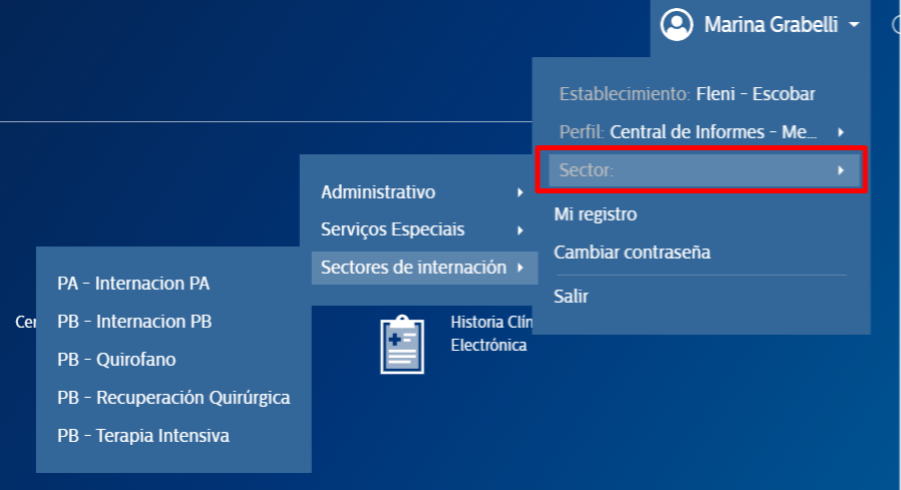 Marina Grabelli
Establecimiento: Fleni - Escobar
Perfil: Central de Informes - Me...
Sector:
Mi registro
Cambiar contraseña
Salir
Administrativo
Serviços Especiais
Sectores de internación
PA - Internacion PA
PB - Internacion PB
PB - Quirofano
PB - Recuperación Quirúrgica
PB - Terapia Intensiva
Cer
Historia Clín
Electrónica